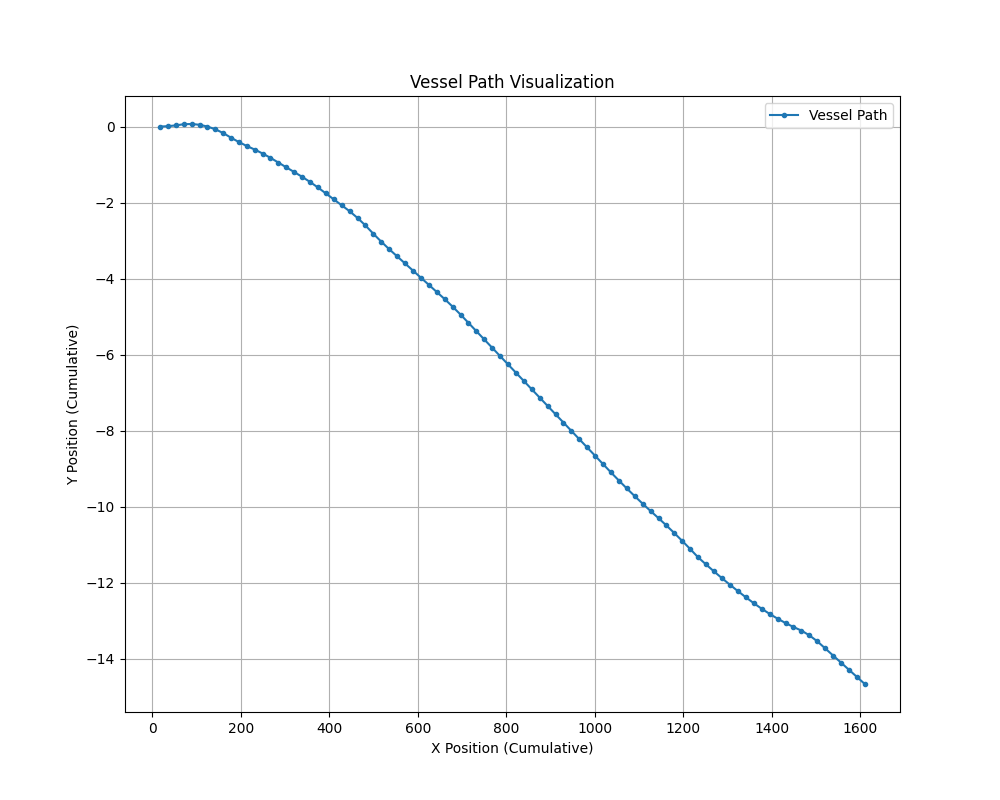 Vessel Path Visualization
Vessel Path
0
−2
−4
−6
−8
−10
−12
−14
Y Position (Cumulative)
0 200 400 600 800 1000 1200 1400 1600
X Position (Cumulative)